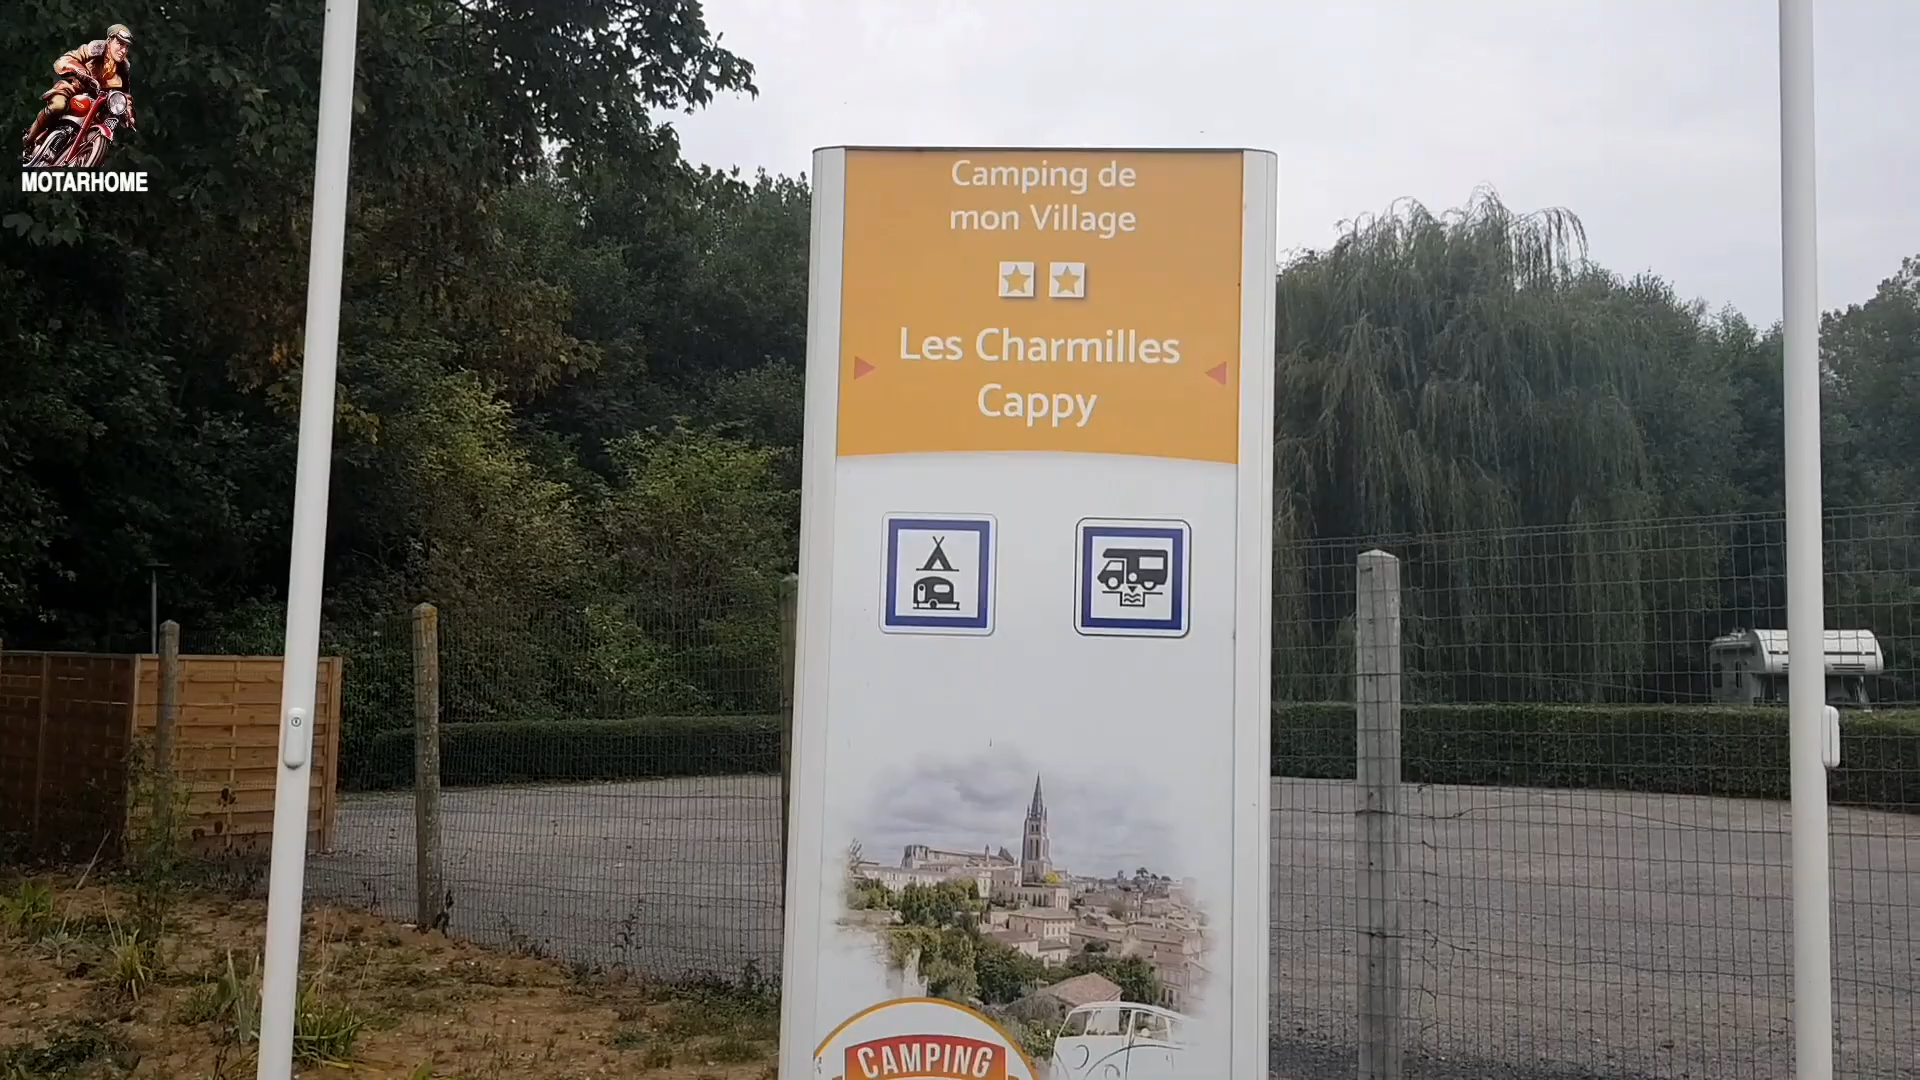 MOTARHOME
Camping de
mon Village
Les Charmilles
Cappy
CAMPING